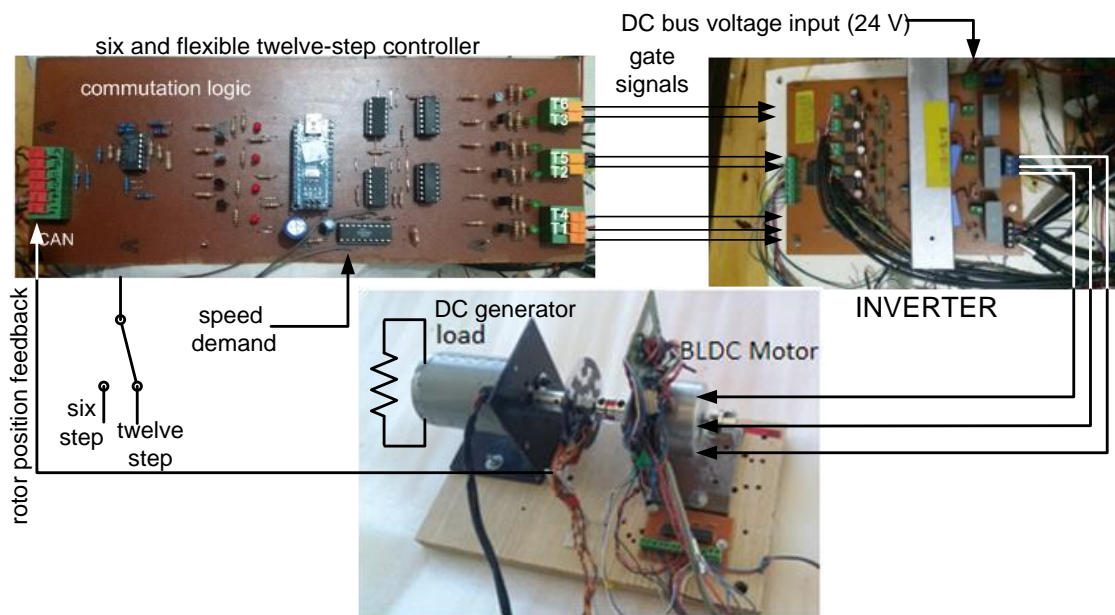 DC bus voltage input (24 V)
six and flexible twelve-step controller
gate
signals
commutation logic
T6
T3
T5
T2
T4
T1
CAN
INVERTER
rotor position feedback
speed
demand
DC generator
load
BLDC Motor
six
step
twelve
step